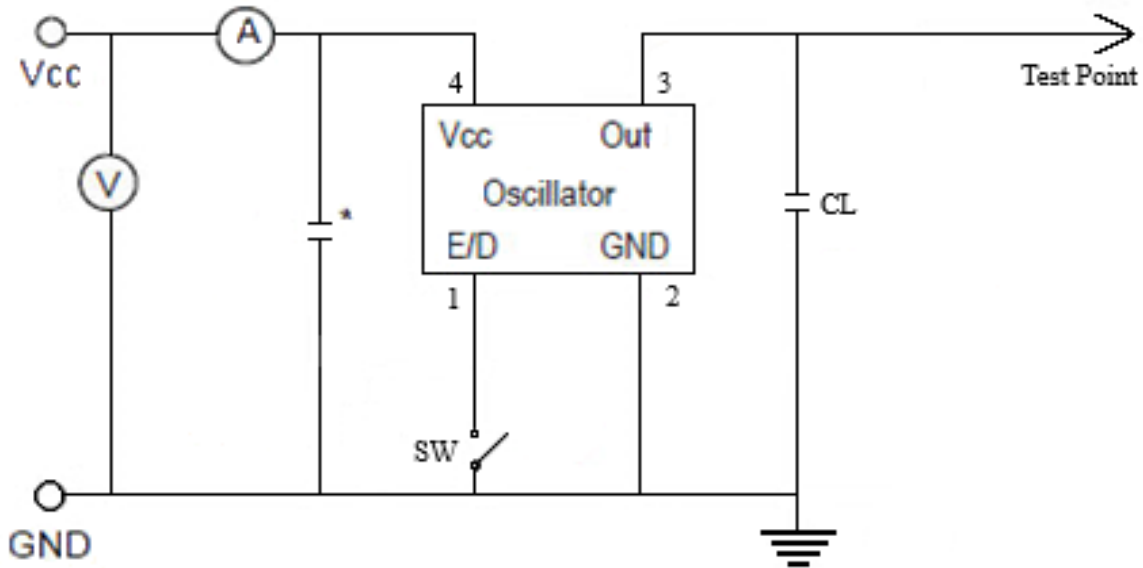 A
Vcc
Test Point
4
3
Vcc
Out
V
Oscillator
*
CL
E/D
GND
1
2
SW
GND